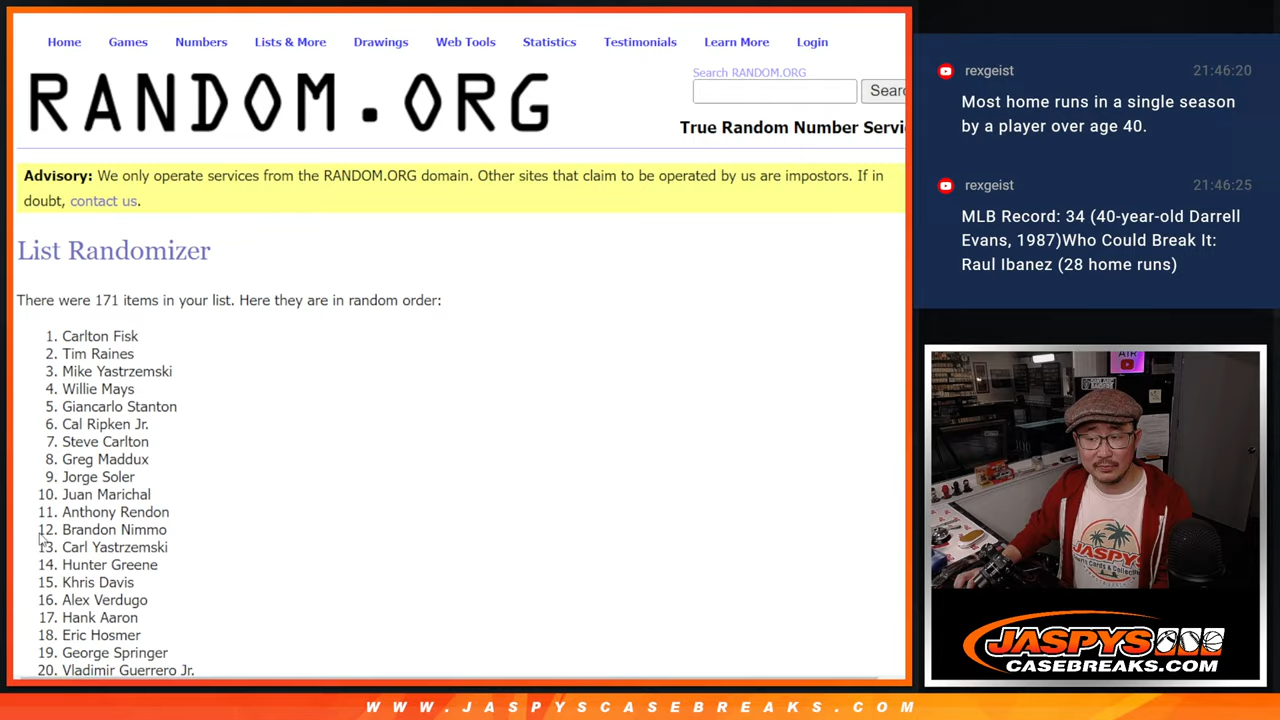 Home Games Numbers Lists & More Drawings Web Tools Statistics Testimonials Learn More Login
RANDOM.ORG
Search RANDOM.ORG
Searc
True Random Number Servi
Advisory: We only operate services from the RANDOM.ORG domain. Other sites that claim to be operated by us are impostors. If in
doubt, contact us.
List Randomizer
There were 171 items in your list. Here they are in random order:
1. Carlton Fisk
2. Tim Raines
3. Mike Yastrzemski
4. Willie Mays
5. Giancarlo Stanton
6. Cal Ripken Jr.
7. Steve Carlton
8. Greg Maddux
9. Jorge Soler
10. Juan Marichal
11. Anthony Rendon
12. Brandon Nimmo
13. Carl Yastrzemski
14. Hunter Greene
15. Khris Davis
16. Alex Verdugo
17. Hank Aaron
18. Eric Hosmer
19. George Springer
20. Vladimir Guerrero Jr.
rexgeist 21:46:20
Most home runs in a single season
by a player over age 40.
rexgeist 21:46:25
MLB Record: 34 (40-year-old Darrell
Evans, 1987)Who Could Break It:
Raul Ibanez (28 home runs)
AIR
JASPY'S
Sports Cards & Collectibles
JASPYS
CASEBREAKS.COM
WWW.JASPYSCASEBREAKS.COM